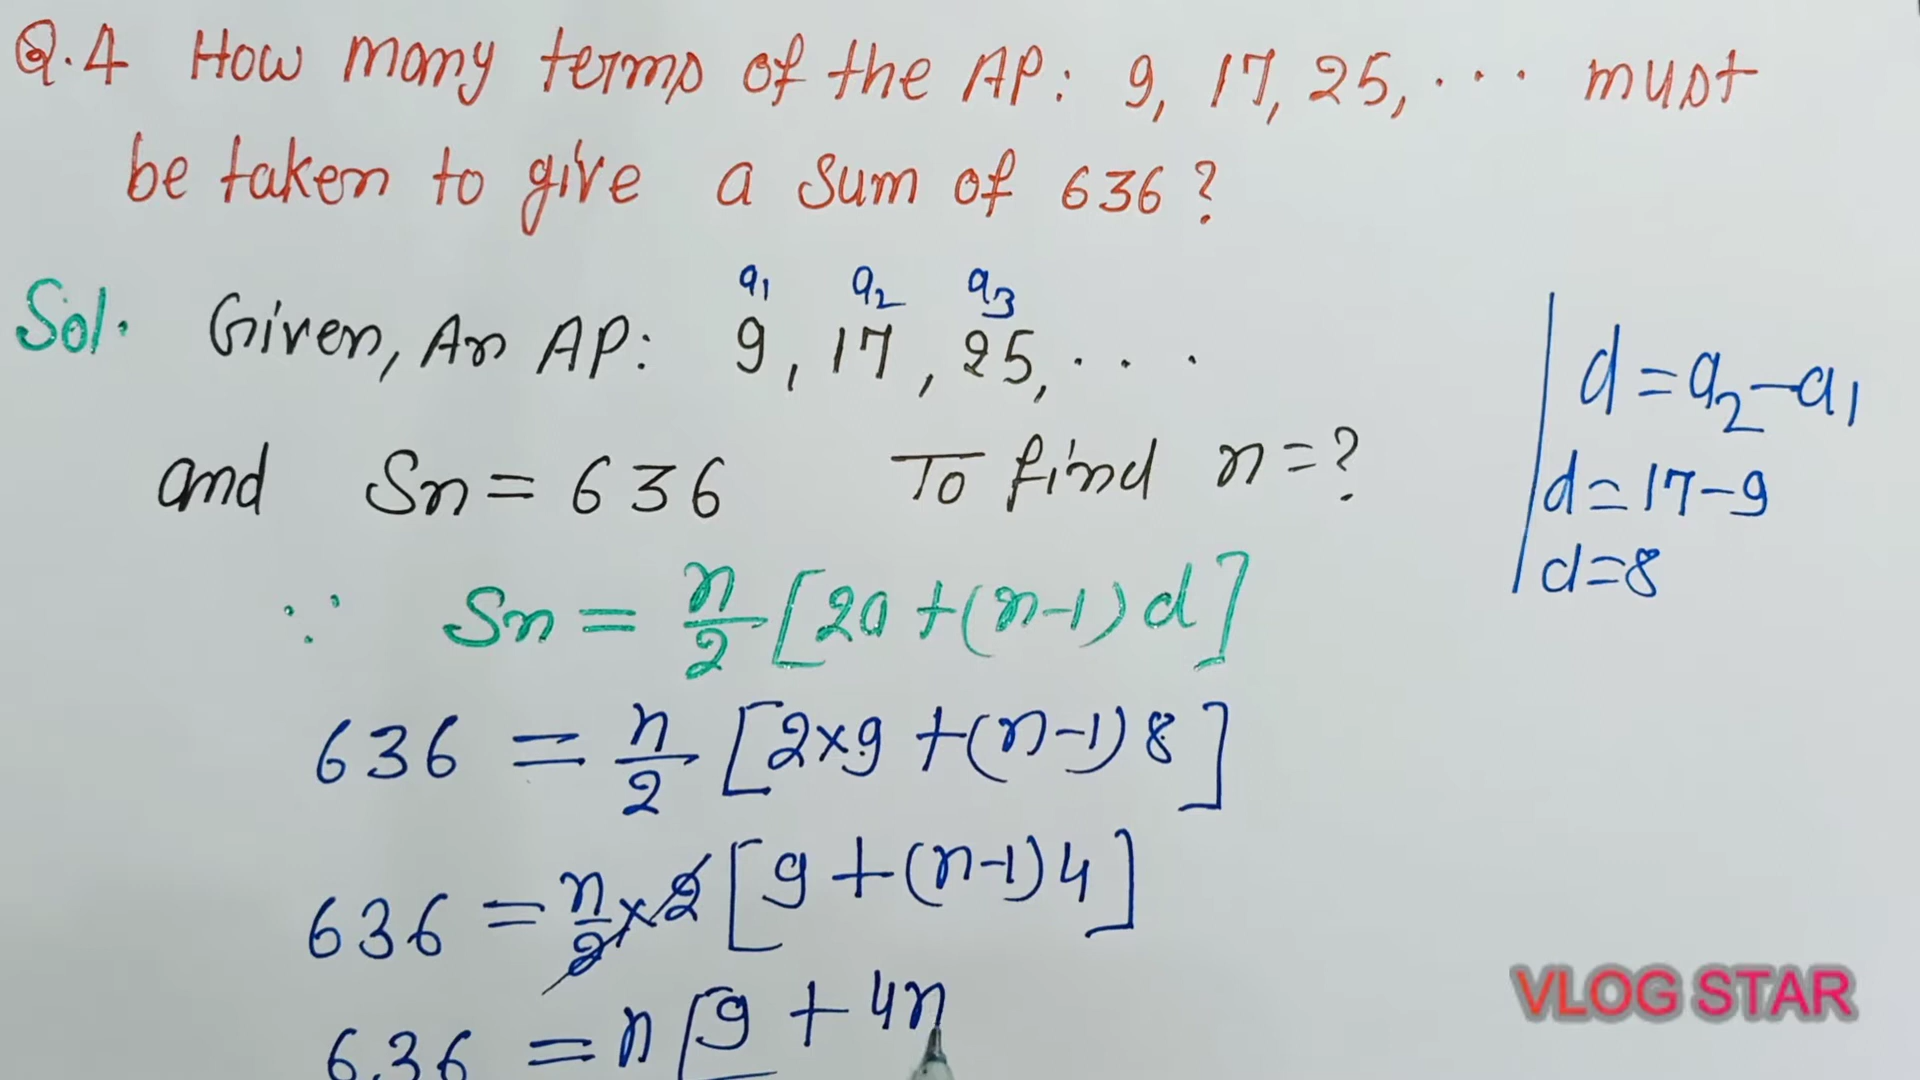 Q.4 How many terms of the AP: 9, 17, 25, ... must
be taken to give a sum of 636?
a1 a2 a3
Sol. Given, An AP: 9, 17, 25, ...
and Sn = 636 To find n = ?
d = a2 - a1
d = 17 - 9
d = 8
∵ Sn = n/2 [2a + (n-1) d]
636 = n/2 [2×9 + (n-1) 8]
636 = n/2 × 2 [9 + (n-1) 4]
636 = n [9 + 4n
VLOG STAR